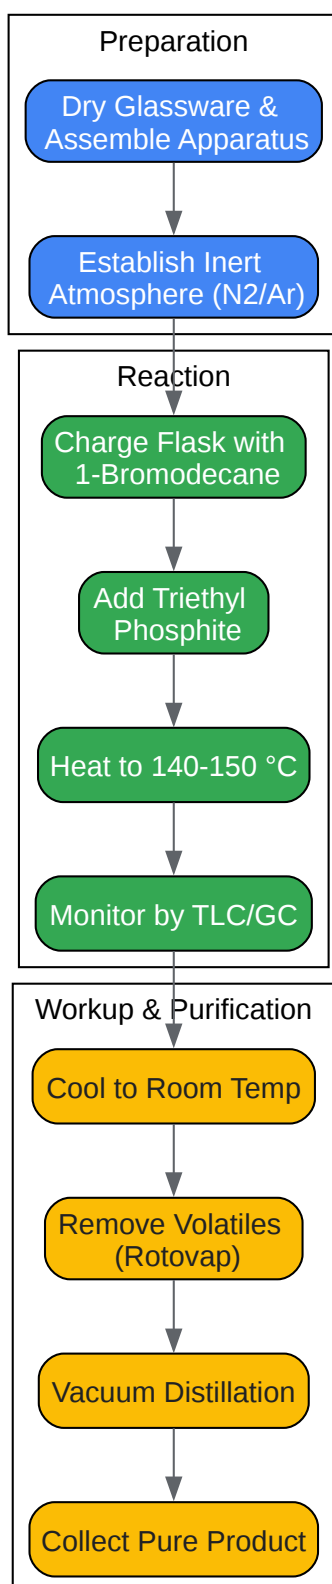 Preparation
Dry Glassware &
Assemble Apparatus
Establish Inert
Atmosphere (N2/Ar)
Reaction
Charge Flask with
1-Bromodecane
Add Triethyl
Phosphite
Heat to 140-150 °C
Monitor by TLC/GC
Workup & Purification
Cool to Room Temp
Remove Volatiles
(Rotovap)
Vacuum Distillation
Collect Pure Product